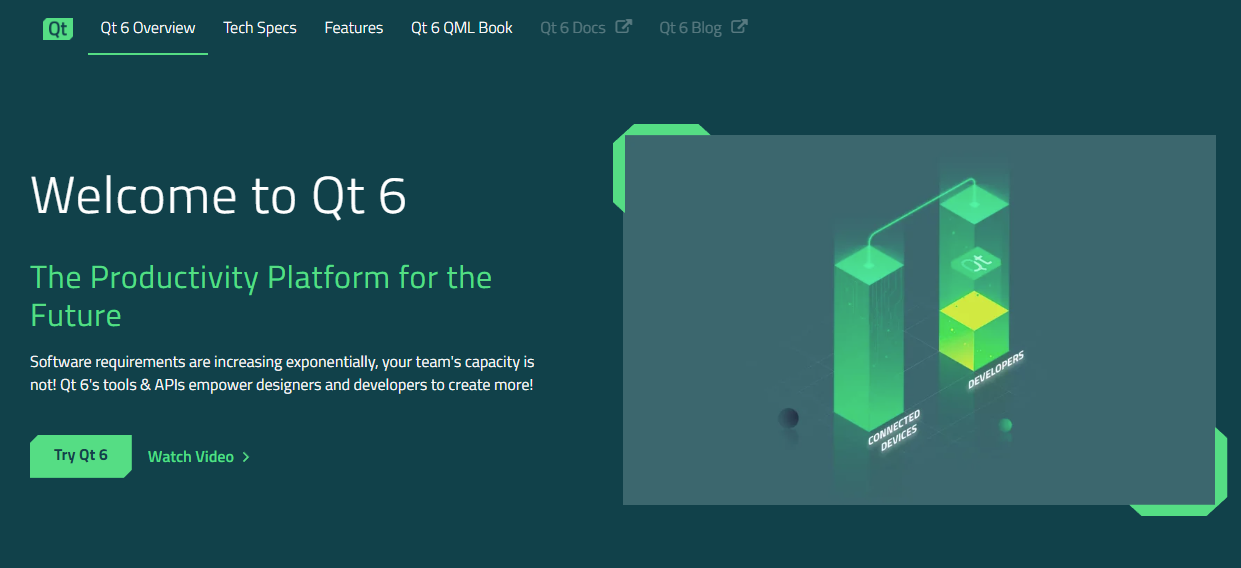 Qt Qt 6 Overview Tech Specs Features Qt 6 QML Book Qt 6 Docs Qt 6 Blog
Welcome to Qt 6
The Productivity Platform for the
Future
Software requirements are increasing exponentially, your team's capacity is
not! Qt 6's tools & APIs empower designers and developers to create more!
Try Qt 6 Watch Video
Qt
DEVELOPERS
CONNECTED
DEVICES